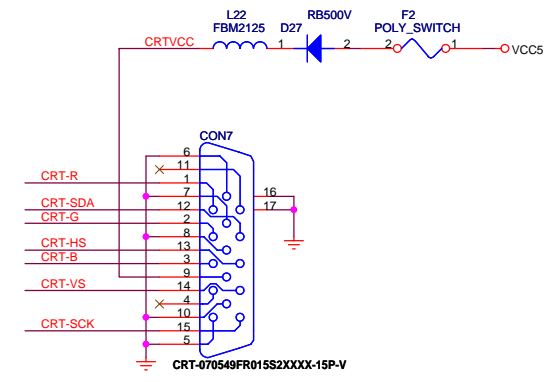 L22
FBM2125
D27
RB500V
F2
POLY_SWITCH
CRTVCC
1
2
2
1
VCC5
CON7
6
11
CRT-R
1
7
16
CRT-SDA
12
17
CRT-G
2
8
CRT-HS
13
CRT-B
3
9
CRT-VS
14
4
10
CRT-SCK
15
5
CRT-070549FR015S2XXXX-15P-V